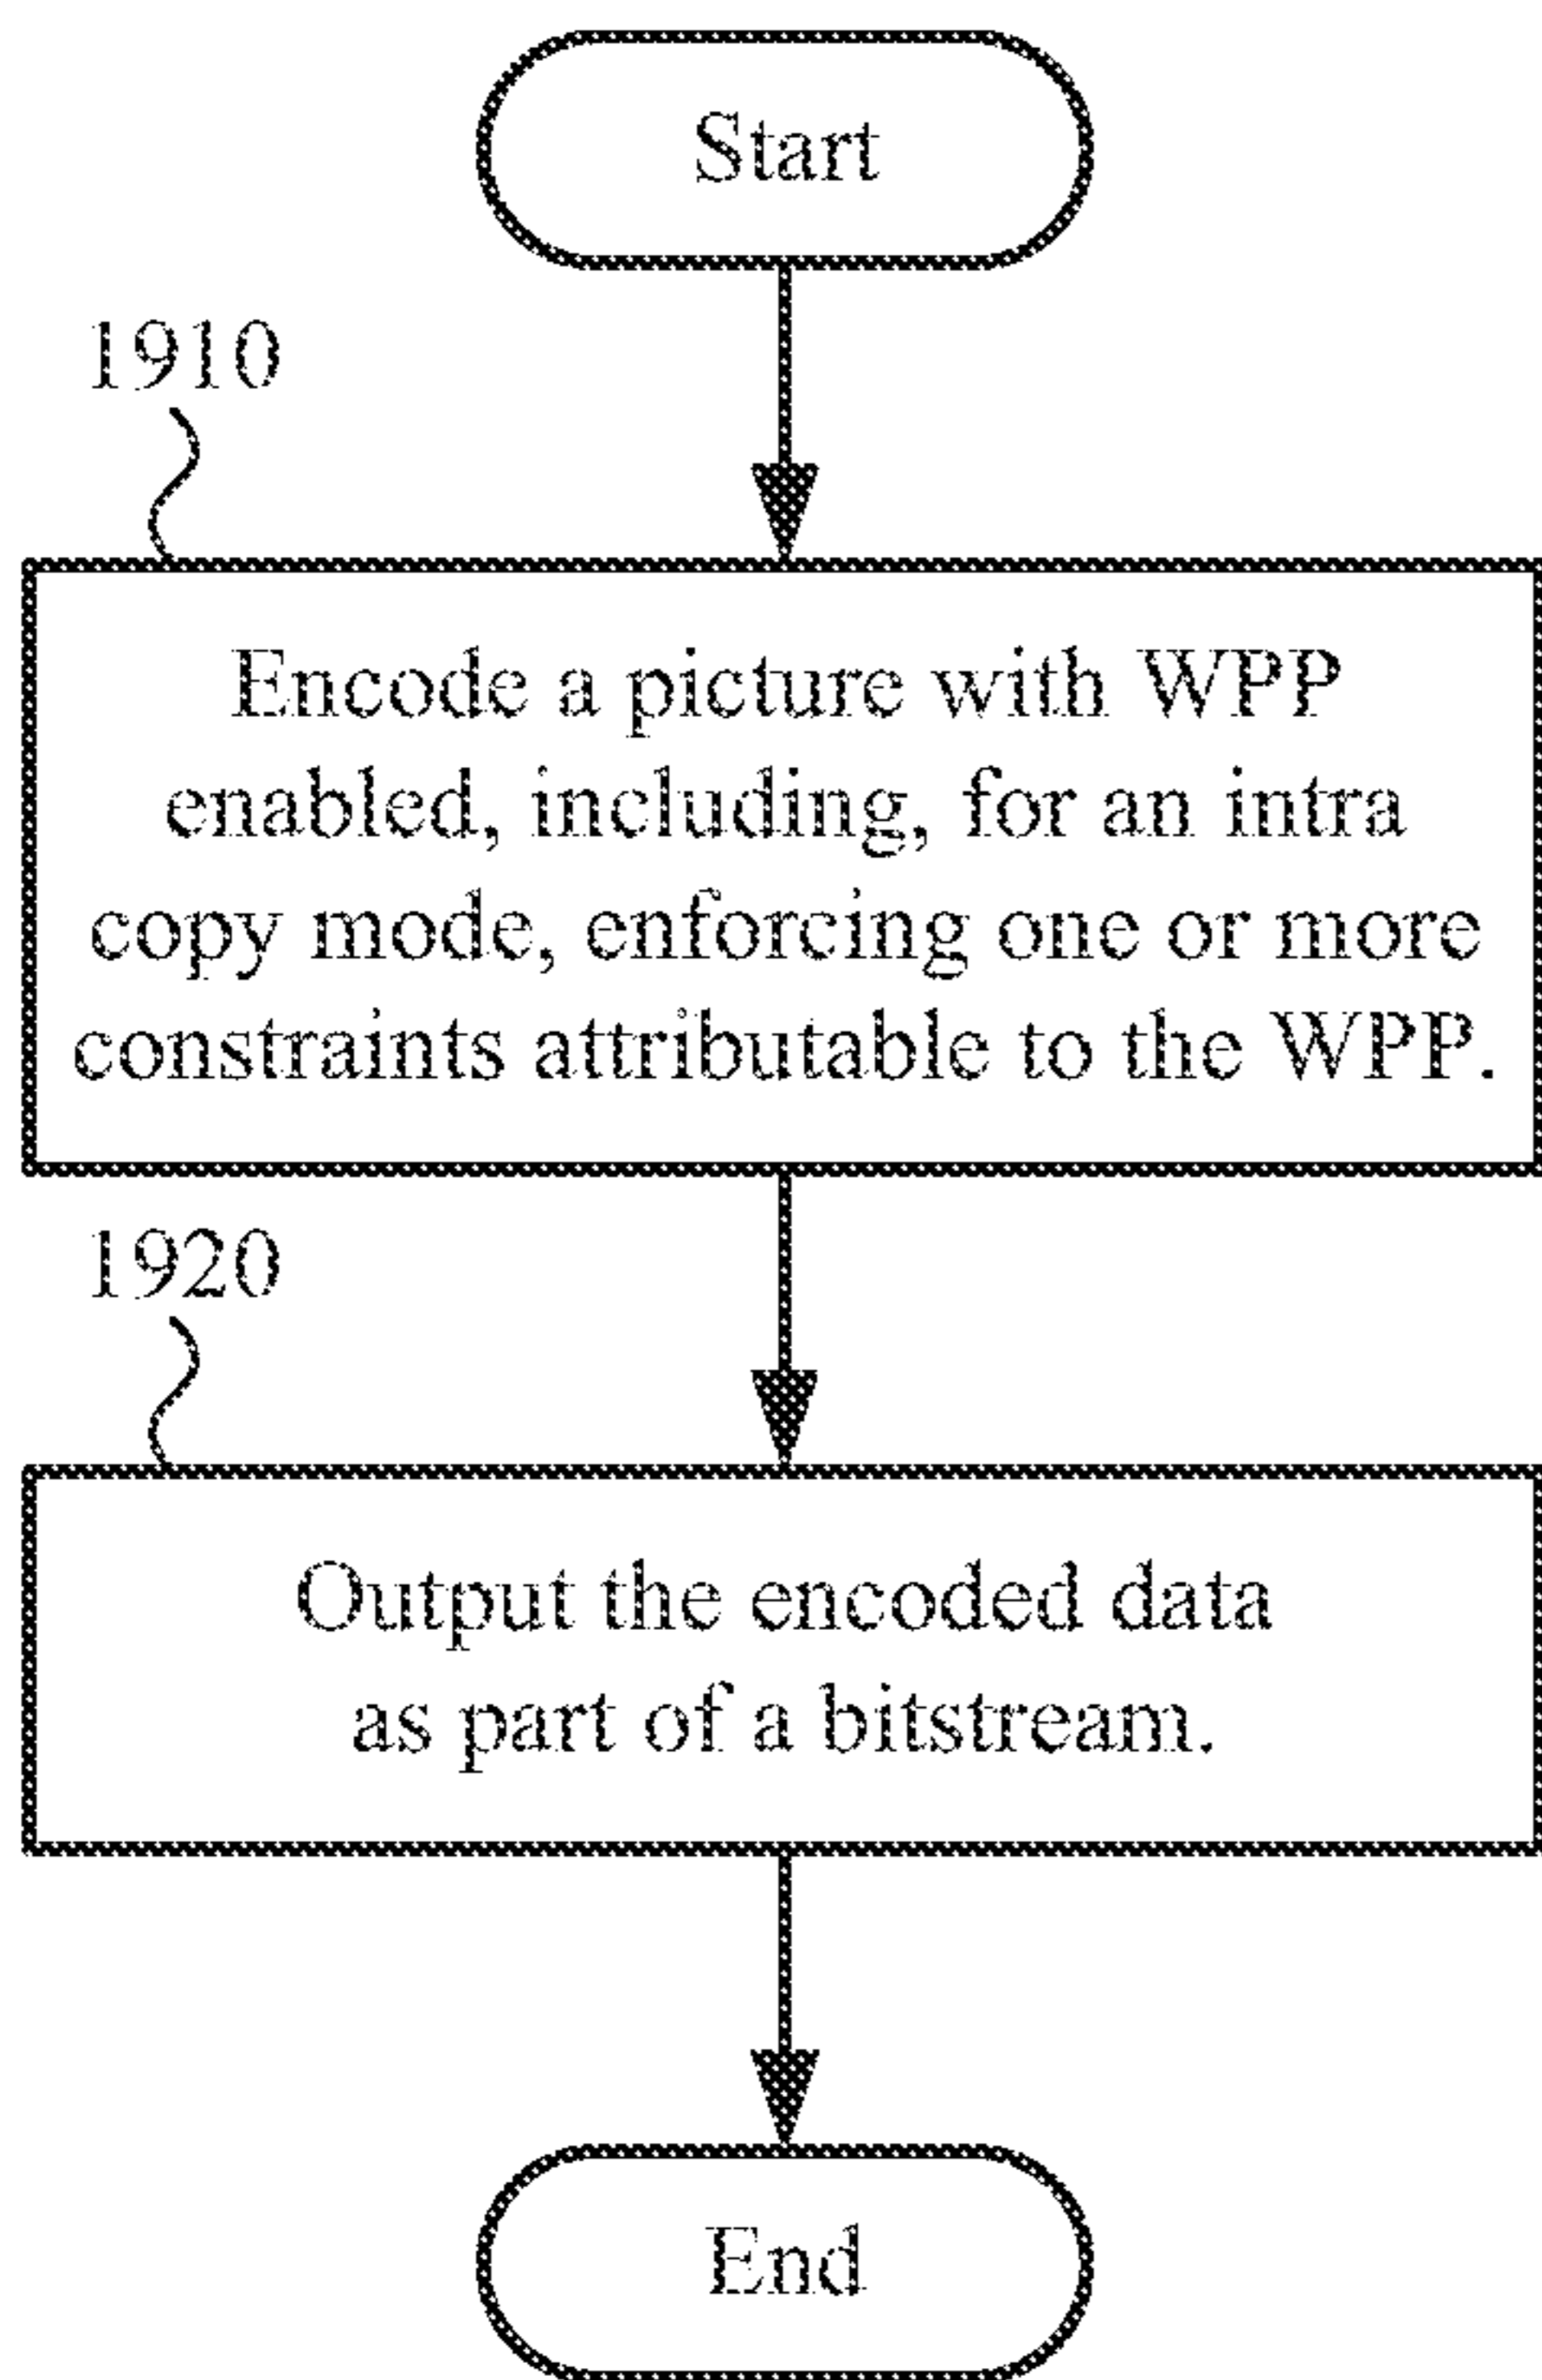 Start
1910
Encode a picture with WPP
enabled, including, for an intra
copy mode, enforcing one or more
constraints attributable to the WPP.
1920
Output the encoded data
as part of a bitstream.
End